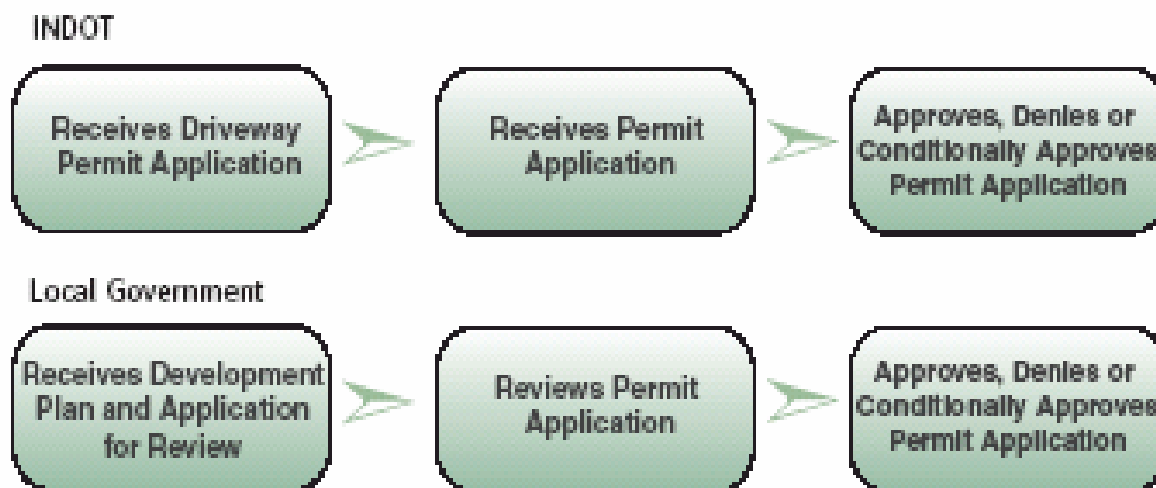 INDOT
Receives Driveway
Permit Application
Receives Permit
Application
Approves, Denies or
Conditionally Approves
Permit Application
Local Government
Receives Development
Plan and Application
for Review
Reviews Permit
Application
Approves, Denies or
Conditionally Approves
Permit Application